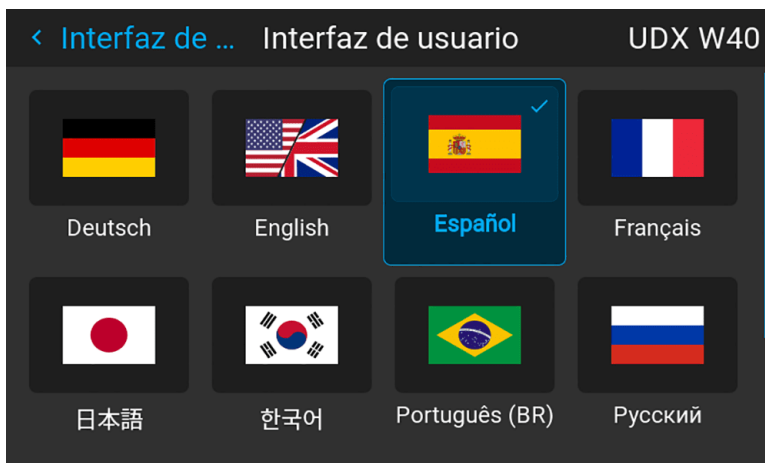 Interfaz de ... Interfaz de usuario UDX W40
Deutsch English Español Français
日本語 한국어 Português (BR) Русский